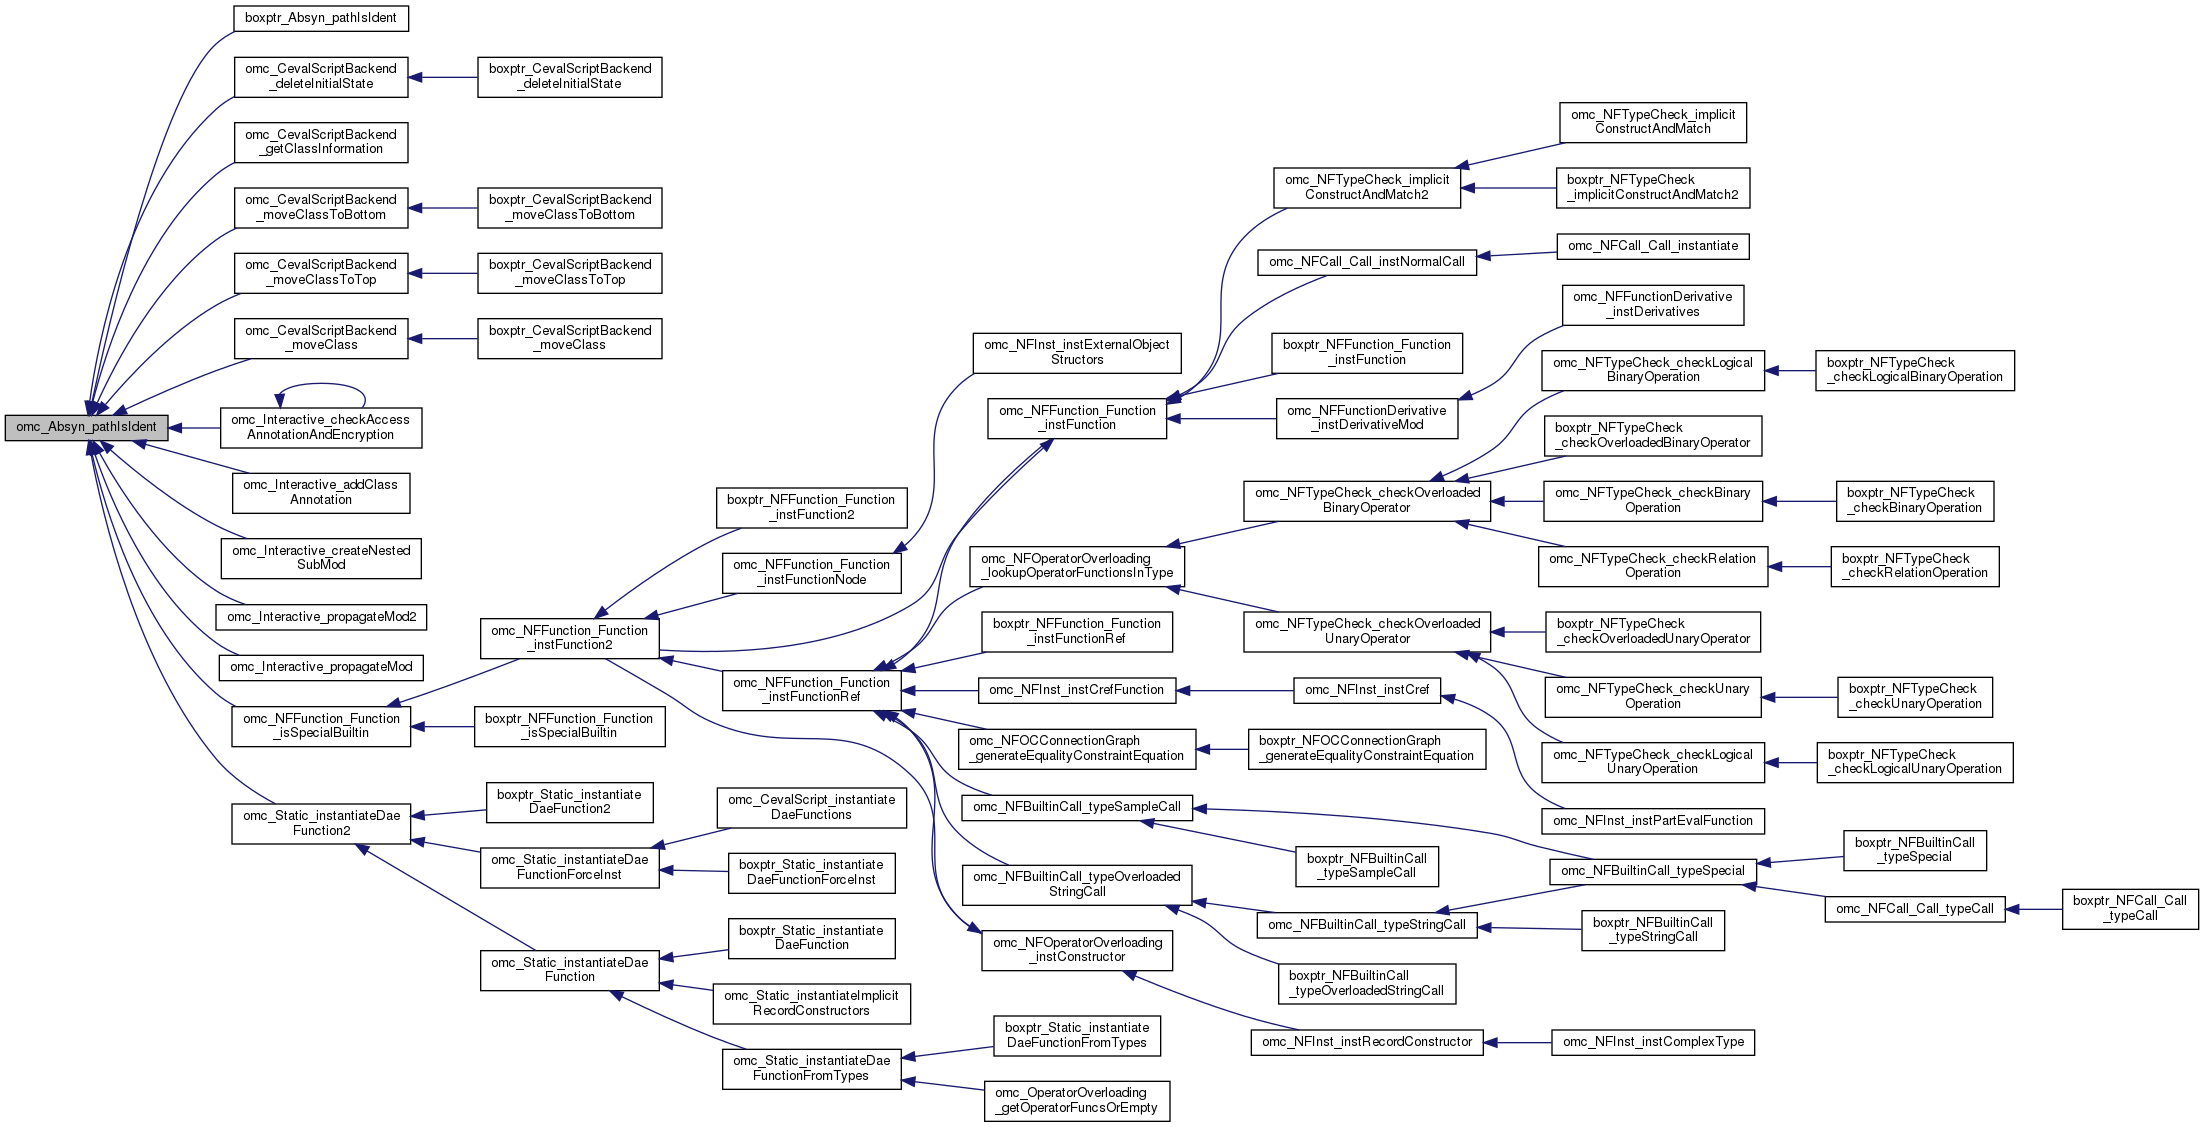 boxptr_Absyn_pathIsIdent
omc_CevalScriptBackend
_deleteInitialState
boxptr_CevalScriptBackend
_deleteInitialState
omc_CevalScriptBackend
_getClassInformation
omc_CevalScriptBackend
_moveClassToBottom
boxptr_CevalScriptBackend
_moveClassToBottom
omc_CevalScriptBackend
_moveClassToTop
boxptr_CevalScriptBackend
_moveClassToTop
omc_CevalScriptBackend
_moveClass
boxptr_CevalScriptBackend
_moveClass
omc_Absyn_pathIsIdent
omc_Interactive_checkAccess
AnnotationAndEncryption
omc_Interactive_addClass
Annotation
omc_Interactive_createNested
SubMod
omc_Interactive_propagateMod2
omc_Interactive_propagateMod
omc_NFFunction_Function
_isSpecialBuiltin
boxptr_NFFunction_Function
_isSpecialBuiltin
omc_Static_instantiateDae
Function2
boxptr_Static_instantiate
DaeFunction2
omc_Static_instantiateDae
FunctionForceInst
omc_CevalScript_instantiate
DaeFunctions
boxptr_Static_instantiate
DaeFunctionForceInst
omc_Static_instantiateDae
Function
boxptr_Static_instantiate
DaeFunction
omc_Static_instantiateImplicit
RecordConstructors
omc_Static_instantiateDae
FunctionFromTypes
boxptr_Static_instantiate
DaeFunctionFromTypes
omc_OperatorOverloading
_getOperatorFuncsOrEmpty
omc_NFFunction_Function
_instFunction2
boxptr_NFFunction_Function
_instFunction2
omc_NFFunction_Function
_instFunctionNode
omc_NFFunction_Function
_instFunctionRef
omc_NFInst_instExternalObject
Structors
omc_NFFunction_Function
_instFunction
omc_NFTypeCheck_implicit
ConstructAndMatch2
omc_NFTypeCheck_implicit
ConstructAndMatch
boxptr_NFTypeCheck
_implicitConstructAndMatch2
omc_NFCall_Call_instNormalCall
omc_NFCall_Call_instantiate
boxptr_NFFunction_Function
_instFunction
omc_NFFunctionDerivative
_instDerivativeMod
omc_NFFunctionDerivative
_instDerivatives
omc_NFOperatorOverloading
_lookupOperatorFunctionsInType
omc_NFTypeCheck_checkOverloaded
BinaryOperator
omc_NFTypeCheck_checkLogical
BinaryOperation
boxptr_NFTypeCheck
_checkLogicalBinaryOperation
boxptr_NFTypeCheck
_checkOverloadedBinaryOperator
omc_NFTypeCheck_checkBinary
Operation
boxptr_NFTypeCheck
_checkBinaryOperation
omc_NFTypeCheck_checkRelation
Operation
boxptr_NFTypeCheck
_checkRelationOperation
omc_NFTypeCheck_checkOverloaded
UnaryOperator
boxptr_NFTypeCheck
_checkOverloadedUnaryOperator
omc_NFTypeCheck_checkUnary
Operation
boxptr_NFTypeCheck
_checkUnaryOperation
omc_NFTypeCheck_checkLogical
UnaryOperation
boxptr_NFTypeCheck
_checkLogicalUnaryOperation
boxptr_NFFunction_Function
_instFunctionRef
omc_NFInst_instCrefFunction
omc_NFInst_instCref
omc_NFInst_instPartEvalFunction
omc_NFOCConnectionGraph
_generateEqualityConstraintEquation
boxptr_NFOCConnectionGraph
_generateEqualityConstraintEquation
omc_NFBuiltinCall_typeSampleCall
boxptr_NFBuiltinCall
_typeSampleCall
omc_NFBuiltinCall_typeOverloaded
StringCall
omc_NFBuiltinCall_typeStringCall
boxptr_NFBuiltinCall
_typeOverloadedStringCall
omc_NFBuiltinCall_typeSpecial
boxptr_NFBuiltinCall
_typeSpecial
omc_NFCall_Call_typeCall
boxptr_NFCall_Call
_typeCall
boxptr_NFBuiltinCall
_typeStringCall
omc_NFOperatorOverloading
_instConstructor
omc_NFInst_instRecordConstructor
omc_NFInst_instComplexType